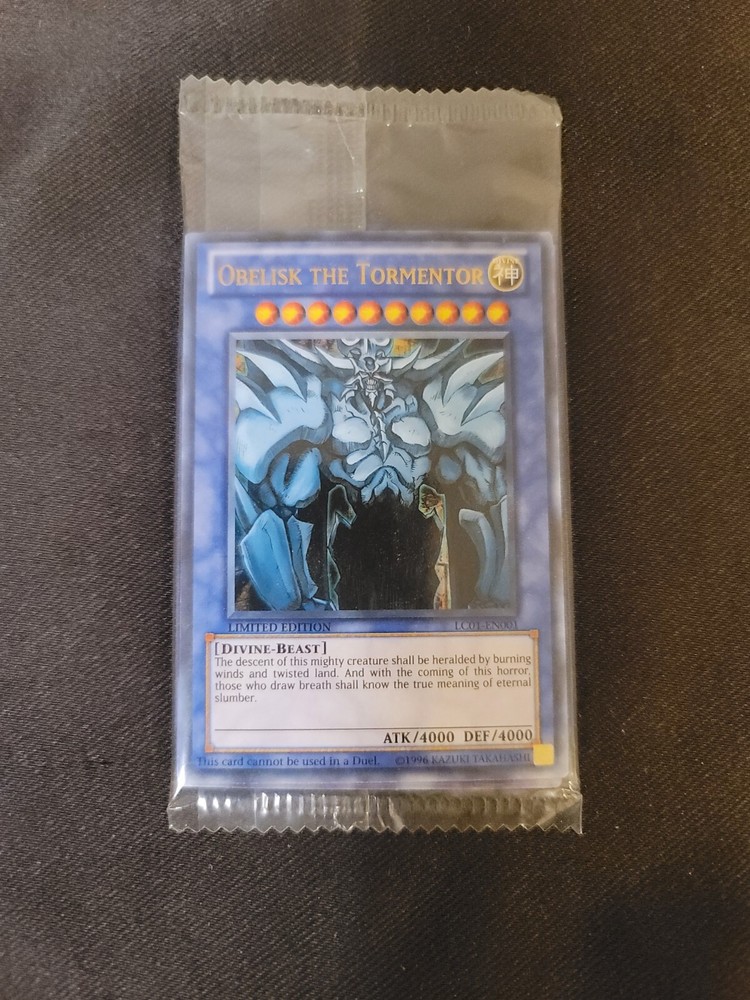 OBELISK THE TORMENTOR
神
LIMITED EDITION
[DIVINE-BEAST]
The descent of this mighty creature shall be heralded by burning
winds and twisted land. And with the coming of this horror,
those who draw breath shall know the true meaning of eternal
slumber.
ATK/4000 DEF/4000
This card cannot be used in a Duel. ©1996 KAZUKI TAKAHASHI